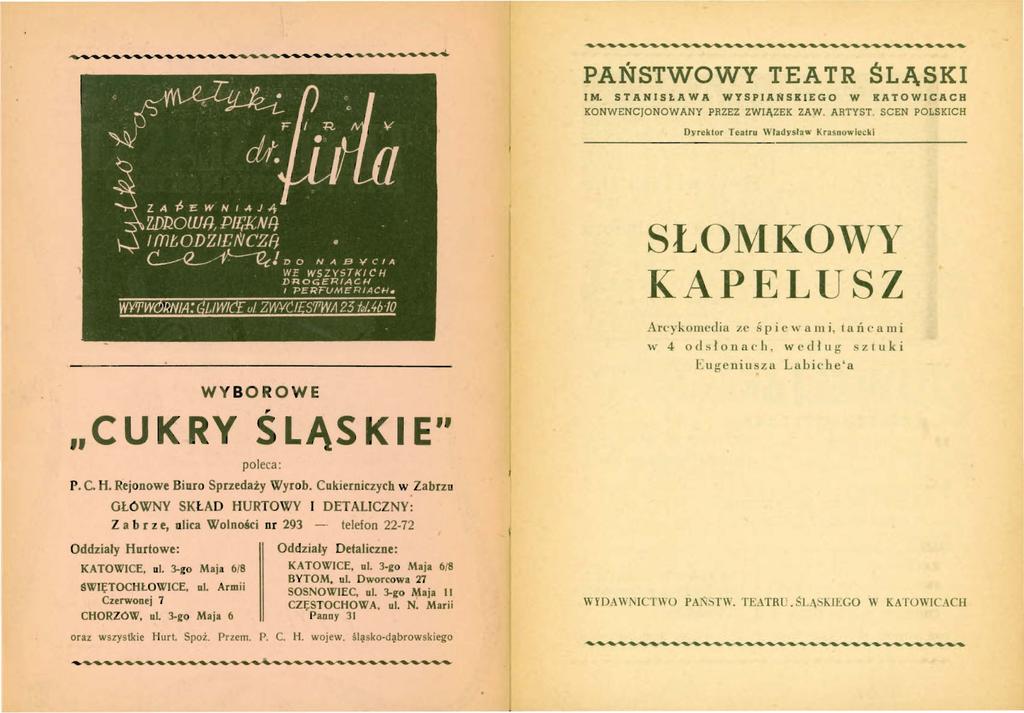 Tylko kosmetyki
FIRMY
dr. firla
ZAPEWNIAJĄ
ZDROWĄ, PIĘKNĄ
I MŁODZIEŃCZĄ
cerę!
DO NABYCIA
WE WSZYSTKICH
DROGERIACH
I PERFUMERIACH.
WYTWÓRNIA: GLIWICE ul ZWYCIĘSTWA 23 tel. 46-10
WYBOROWE
„CUKRY ŚLĄSKIE”
poleca:
P. C. H. Rejonowe Biuro Sprzedaży Wyrob. Cukierniczych w Zabrzu
GŁÓWNY SKŁAD HURTOWY I DETALICZNY:
Zabrze, ulica Wolności nr 293 — telefon 22-72
Oddziały Hurtowe:
KATOWICE, ul. 3-go Maja 6/8
ŚWIĘTOCHŁOWICE, ul. Armii
Czerwonej 7
CHORZÓW, ul. 3-go Maja 6
Oddziały Detaliczne:
KATOWICE, ul. 3-go Maja 6/8
BYTOM, ul. Dworcowa 27
SOSNOWIEC, ul. 3-go Maja 11
CZĘSTOCHOWA, ul. N. Marii
Panny 31
oraz wszystkie Hurt. Spoż. Przem. P. C. H. wojew. śląsko-dąbrowskiego
PAŃSTWOWY TEATR ŚLĄSKI
IM. STANISŁAWA WYSPIAŃSKIEGO W KATOWICACH
KONWENCJONOWANY PRZEZ ZWIĄZEK ZAW. ARTYST. SCEN POLSKICH
Dyrektor Teatru Władysław Krasnowiecki
SŁOMKOWY
KAPELUSZ
Arcykomedia ze śpiewami, tańcami
w 4 odsłonach, według sztuki
Eugeniusza Labiche'a
WYDAWNICTWO PAŃSTW. TEATRU ŚLĄSKIEGO W KATOWICACH